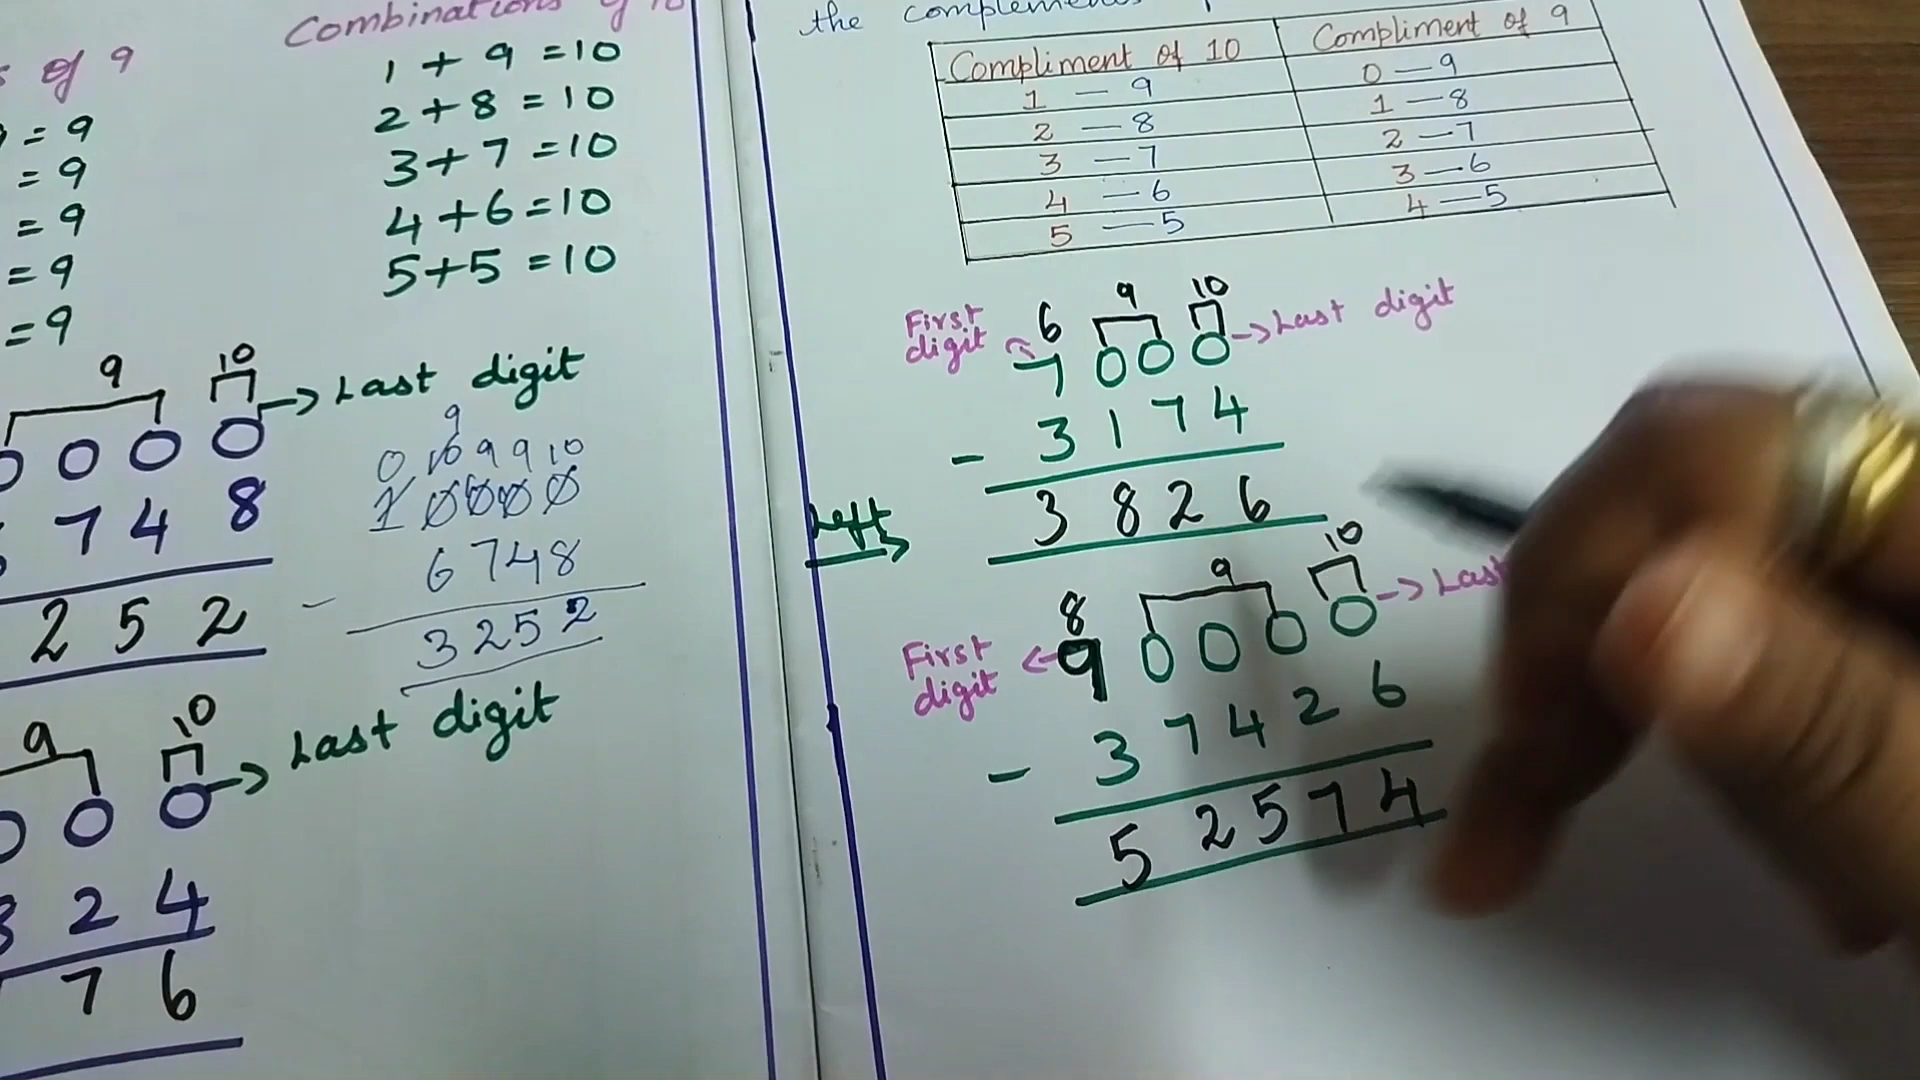 Combinations of 10
of 9
1 + 9 = 10
2 + 8 = 10
3 + 7 = 10
4 + 6 = 10
5 + 5 = 10
= 9
= 9
= 9
= 9
= 9
9 10
0 0 0 → Last digit
7 4 8
2 5 2
9
0 10 9 9 10
1 0 0 0 0
6 7 4 8
-
3 2 5 2
9 10
0 0 → Last digit
3 2 4
7 6
the complements
Compliment of 10 Compliment of 9
1 — 9 0 — 9
2 — 8 1 — 8
3 — 7 2 — 7
4 — 6 3 — 6
5 — 5 4 — 5
6 9 10
First digit 7 0 0 0 → Last digit
- 3 1 7 4
3 8 2 6
Left →
8 9 10
First digit ← 9 0 0 0 0 → Last
- 3 7 4 2 6
5 2 5 7 4